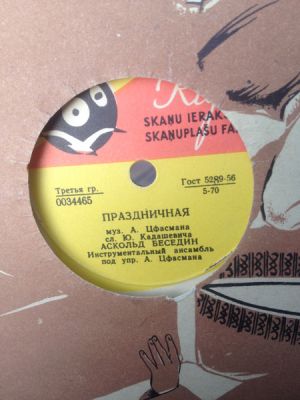 SKAŅU IERAK
SKAŅUPLAŠU FA
Третья гр.
0034465
Гост 5289-56
5-70
ПРАЗДНИЧНАЯ
муз. А. Цфасмана
сл. Ю. Кадашевича
АСКОЛЬД БЕСЕДИН
Инструментальный ансамбль
под упр. А. Цфасмана